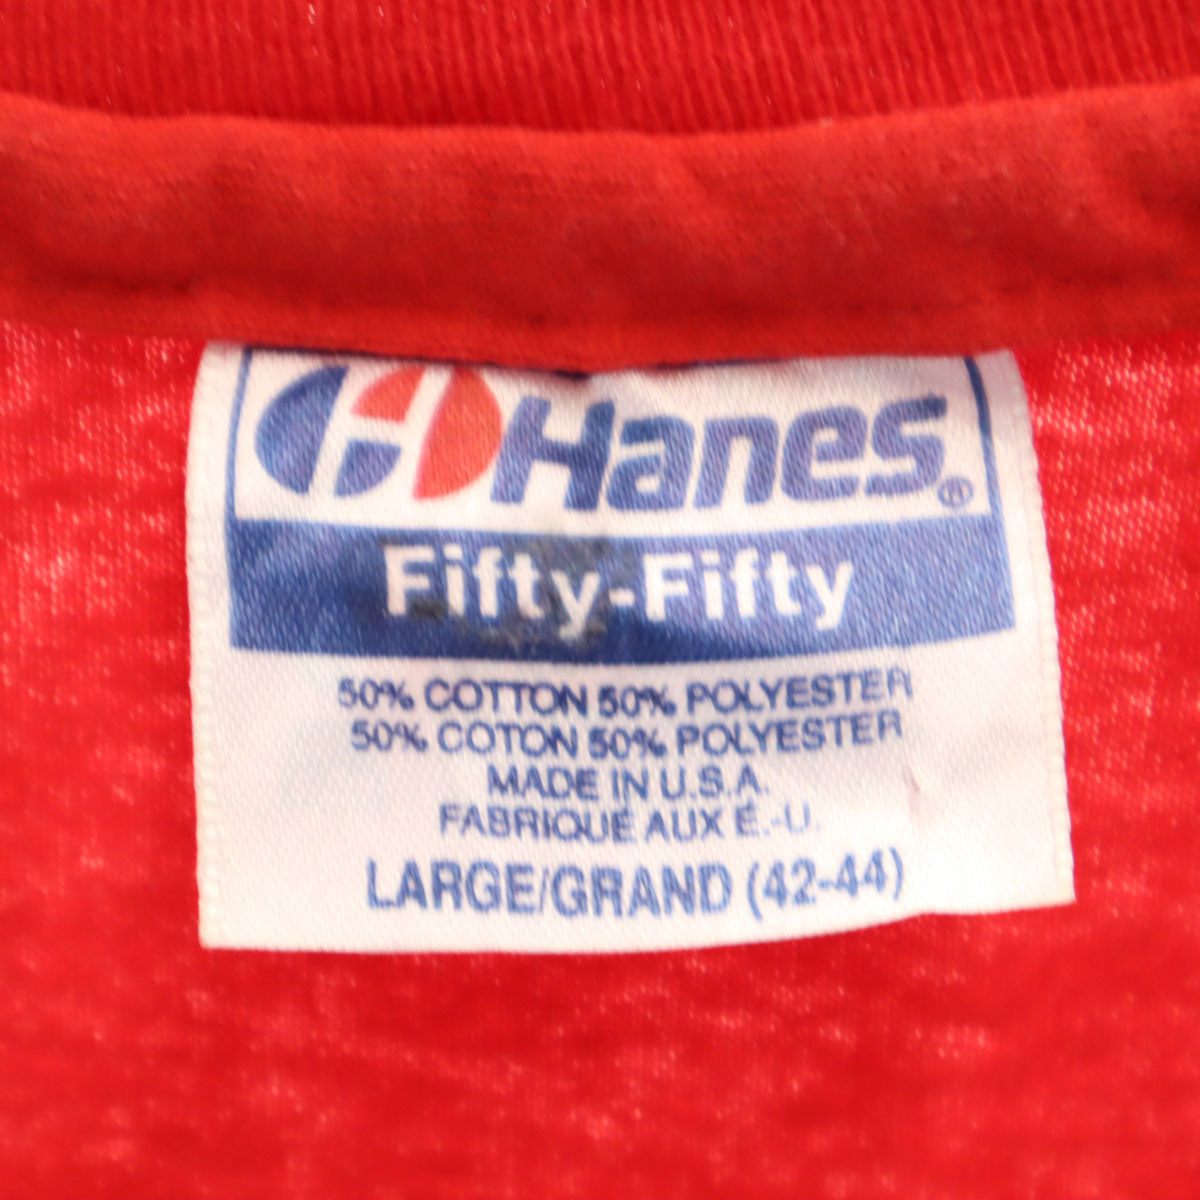 Hanes®
Fifty-Fifty
50% COTTON 50% POLYESTER
50% COTON 50% POLYESTER
MADE IN U.S.A.
FABRIQUÉ AUX É.-U.
LARGE/GRAND (42-44)